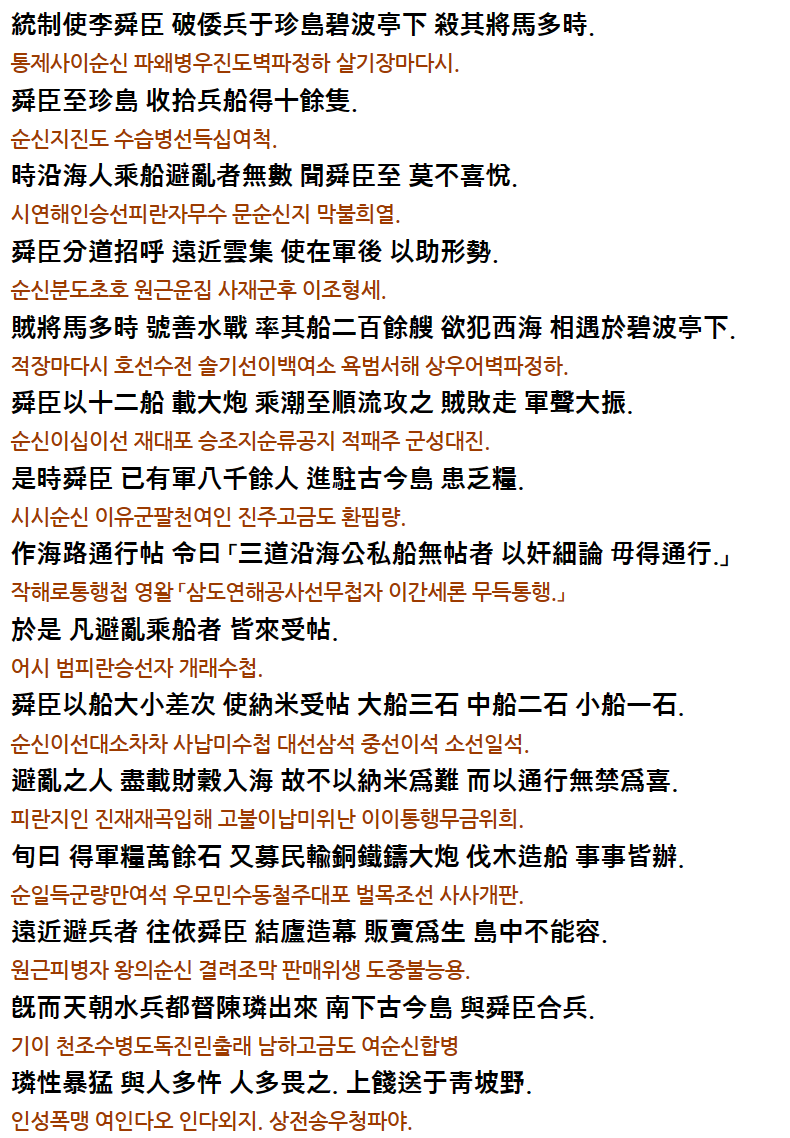 統制使李舜臣 破倭兵于珍島碧波亭下 殺其將馬多時.
통제사이순신 파왜병우진도벽파정하 살기장마다시.
舜臣至珍島 收拾兵船得十餘隻.
순신지진도 수습병선득십여척.
時沿海人乘船避亂者無數 聞舜臣至 莫不喜悅.
시연해인승선피란자무수 문순신지 막불희열.
舜臣分道招呼 遠近雲集 使在軍後 以助形勢.
순신분도초호 원근운집 사재군후 이조형세.
賊將馬多時 號善水戰 率其船二百餘艘 欲犯西海 相遇於碧波亭下.
적장마다시 호선수전 솔기선이백여소 욕범서해 상우어벽파정하.
舜臣以十二船 載大炮 乘潮至順流攻之 賊敗走 軍聲大振.
순신이십이선 재대포 승조지순류공지 적패주 군성대진.
是時舜臣 已有軍八千餘人 進駐古今島 患乏糧.
시시순신 이유군팔천여인 진주고금도 환핍량.
作海路通行帖 令曰 「三道沿海公私船無帖者 以奸細論 毋得通行.」
작해로통행첩 영왈 「삼도연해공사선무첩자 이간세론 무득통행.」
於是 凡避亂乘船者 皆來受帖.
어시 범피란승선자 개래수첩.
舜臣以船大小差次 使納米受帖 大船三石 中船二石 小船一石.
순신이선대소차차 사납미수첩 대선삼석 중선이석 소선일석.
避亂之人 盡載財穀入海 故不以納米爲難 而以通行無禁爲喜.
피란지인 진재재곡입해 고불이납미위난 이이통행무금위희.
旬曰 得軍糧萬餘石 又募民輸銅鐵鑄大炮 伐木造船 事事皆辦.
순일득군량만여석 우모민수동철주대포 벌목조선 사사개판.
遠近避兵者 往依舜臣 結廬造幕 販賣爲生 島中不能容.
원근피병자 왕의순신 결려조막 판매위생 도중불능용.
旣而天朝水兵都督陳璘出來 南下古今島 與舜臣合兵.
기이 천조수병도독진린출래 남하고금도 여순신합병
璘性暴猛 與人多忤 人多畏之. 上餞送于靑坡野.
인성폭맹 여인다오 인다외지. 상전송우청파야.